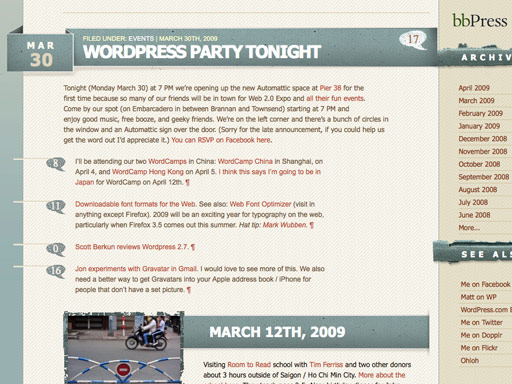 MAR
30
FILED UNDER: EVENTS | MARCH 30TH, 2009
WORDPRESS PARTY TONIGHT
17
Tonight (Monday March 30) at 7 PM we're opening up the new Automattic space at Pier 38 for the
first time because so many of our friends will be in town for Web 2.0 Expo and all their fun events.
Come by our spot (on Embarcadero in between Brannan and Townsend) starting at 7 PM and
enjoy good music, free booze, and geeky friends. We're on the left corner and there's a bunch of circles in
the window and an Automattic sign over the door. (Sorry for the late announcement, if you could help us
get the word out I'd appreciate it.) You can RSVP on Facebook here.
8
I'll be attending our two WordCamps in China: WordCamp China in Shanghai, on
April 4, and WordCamp Hong Kong on April 5. I think this says I'm going to be in
Japan for WordCamp on April 12th. ¶
11
Downloadable font formats for the Web. See also: Web Font Optimizer (visit in
anything except Firefox). 2009 will be an exciting year for typography on the web,
particularly when Firefox 3.5 comes out this summer. Hat tip: Mark Wubben. ¶
0
Scott Berkun reviews Wordpress 2.7. ¶
16
Jon experiments with Gravatar in Gmail. I would love to see more of this. We also
need a better way to get Gravatars into your Apple address book / iPhone for
people that don't have a set picture. ¶
MARCH 12TH, 2009
Visiting Room to Read school with Tim Ferriss and two other donors
about 3 hours outside of Saigon / Ho Chi Min City. More about the
bbPress
ARCHIV
April 2009
March 2009
February 2009
January 2009
December 2008
November 2008
October 2008
September 2008
August 2008
July 2008
June 2008
More...
SEE ALS
Me on Facebook
Matt on WP
WordPress.com
Me on Twitter
Me on Dopplr
Me on Flickr
Ohloh